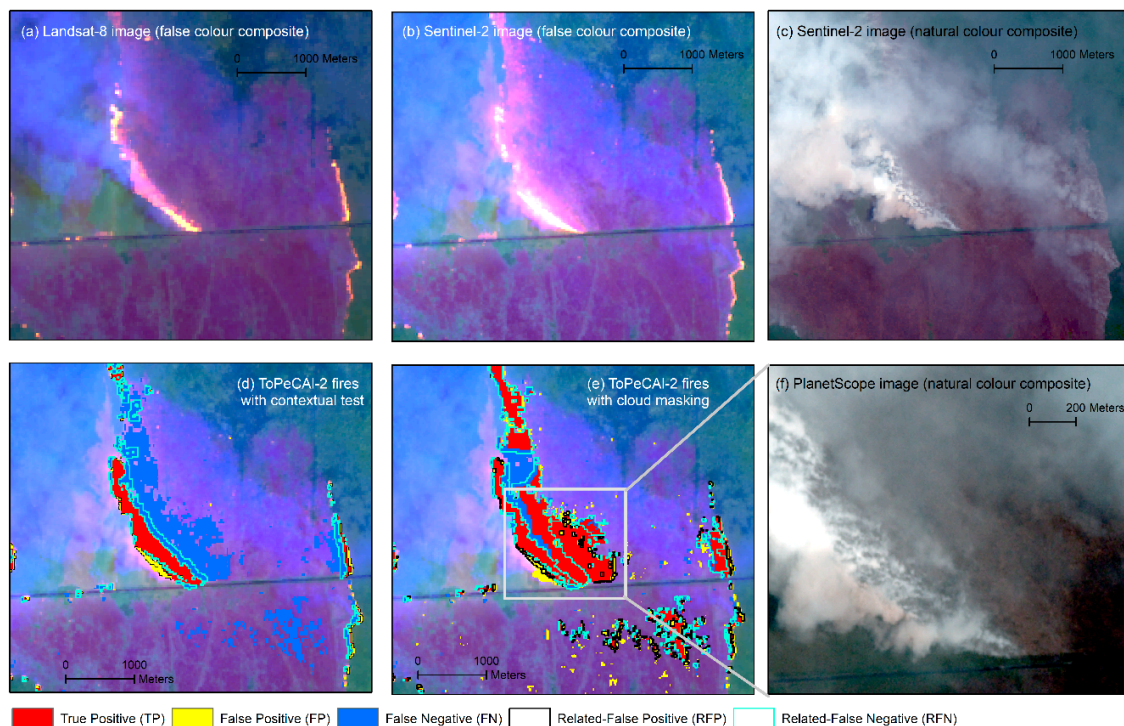 (a) Landsat-8 image (false colour composite)
0 1000 Meters
(b) Sentinel-2 image (false colour composite)
0 1000 Meters
(c) Sentinel-2 image (natural colour composite)
0 1000 Meters
(d) ToPeCAl-2 fires
with contextual test
0 1000
Meters
(e) ToPeCAl-2 fires
with cloud masking
0 1000
Meters
(f) PlanetScope image (natural colour composite)
0 200 Meters
True Positive (TP) False Positive (FP) False Negative (FN) Related-False Positive (RFP) Related-False Negative (RFN)